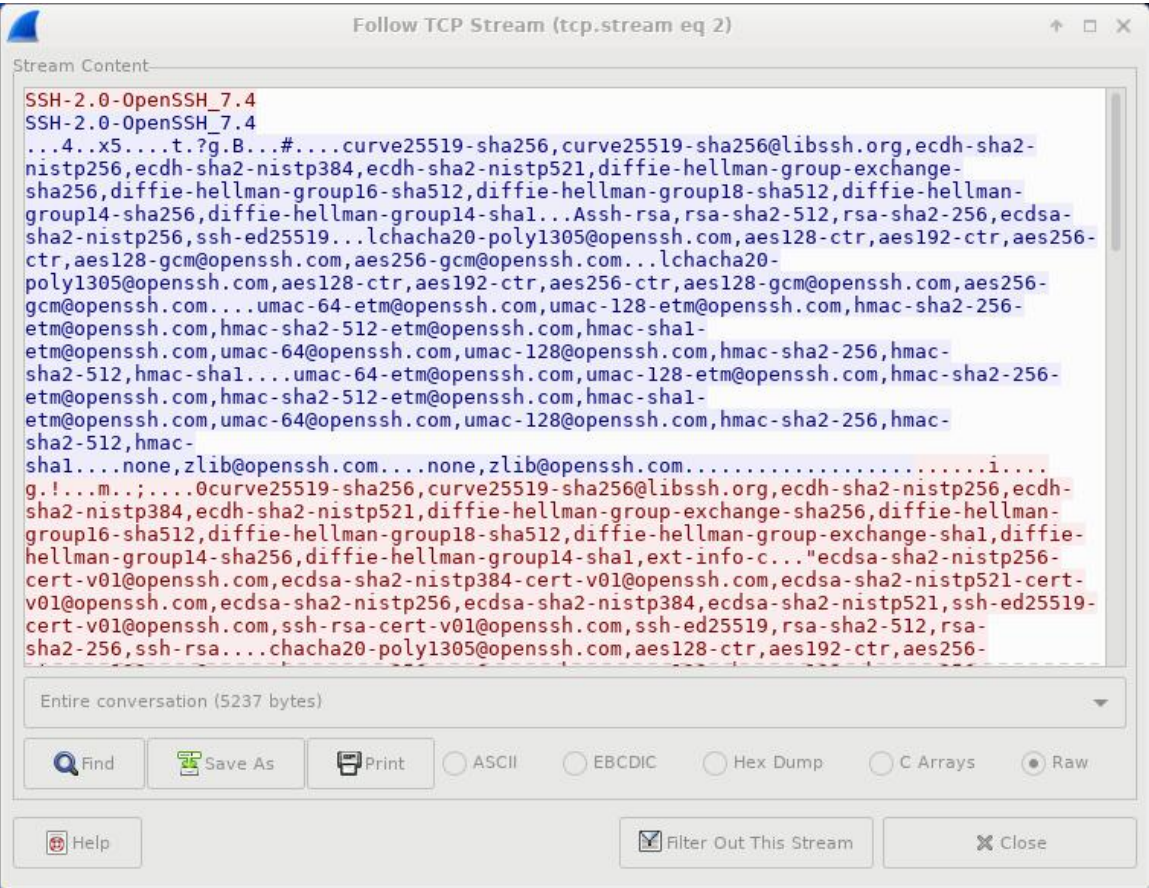 Follow TCP Stream (tcp.stream eq 2)
Stream Content
SSH-2.0-OpenSSH_7.4
SSH-2.0-OpenSSH_7.4
...4..x5....t.?g.B...#....curve25519-sha256,curve25519-sha256@libssh.org,ecdh-sha2-
nistp256,ecdh-sha2-nistp384,ecdh-sha2-nistp521,diffie-hellman-group-exchange-
sha256,diffie-hellman-group16-sha512,diffie-hellman-group18-sha512,diffie-hellman-
group14-sha256,diffie-hellman-group14-sha1...Assh-rsa,rsa-sha2-512,rsa-sha2-256,ecdsa-
sha2-nistp256,ssh-ed25519...lchacha20-poly1305@openssh.com,aes128-ctr,aes192-ctr,aes256-
ctr,aes128-gcm@openssh.com,aes256-gcm@openssh.com...lchacha20-
poly1305@openssh.com,aes128-ctr,aes192-ctr,aes256-ctr,aes128-gcm@openssh.com,aes256-
gcm@openssh.com....umac-64-etm@openssh.com,umac-128-etm@openssh.com,hmac-sha2-256-
etm@openssh.com,hmac-sha2-512-etm@openssh.com,hmac-sha1-
etm@openssh.com,umac-64@openssh.com,umac-128@openssh.com,hmac-sha2-256,hmac-
sha2-512,hmac-sha1....umac-64-etm@openssh.com,umac-128-etm@openssh.com,hmac-sha2-256-
etm@openssh.com,hmac-sha2-512-etm@openssh.com,hmac-sha1-
etm@openssh.com,umac-64@openssh.com,umac-128@openssh.com,hmac-sha2-256,hmac-
sha2-512,hmac-
sha1....none,zlib@openssh.com....none,zlib@openssh.com..........................i....
g.!...m..;....0curve25519-sha256,curve25519-sha256@libssh.org,ecdh-sha2-nistp256,ecdh-
sha2-nistp384,ecdh-sha2-nistp521,diffie-hellman-group-exchange-sha256,diffie-hellman-
group16-sha512,diffie-hellman-group18-sha512,diffie-hellman-group-exchange-sha1,diffie-
hellman-group14-sha256,diffie-hellman-group14-sha1,ext-info-c..."ecdsa-sha2-nistp256-
cert-v01@openssh.com,ecdsa-sha2-nistp384-cert-v01@openssh.com,ecdsa-sha2-nistp521-cert-
v01@openssh.com,ecdsa-sha2-nistp256,ecdsa-sha2-nistp384,ecdsa-sha2-nistp521,ssh-ed25519-
cert-v01@openssh.com,ssh-rsa-cert-v01@openssh.com,ssh-ed25519,rsa-sha2-512,rsa-
sha2-256,ssh-rsa....chacha20-poly1305@openssh.com,aes128-ctr,aes192-ctr,aes256-
Entire conversation (5237 bytes)
Find
Save As
Print
ASCII
EBCDIC
Hex Dump
C Arrays
Raw
Help
Filter Out This Stream
Close